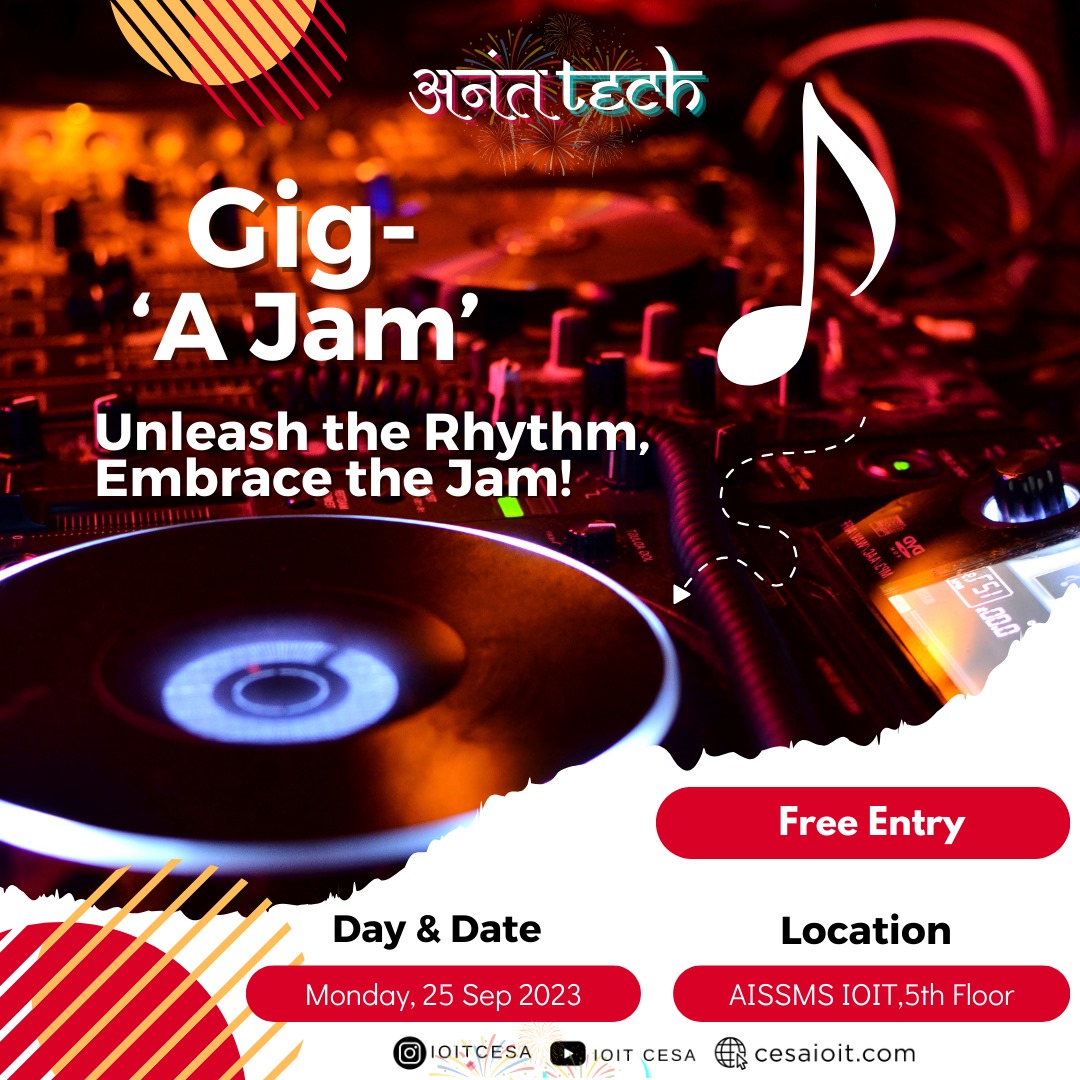 अनंत tech
Gig-
‘A Jam’
Unleash the Rhythm,
Embrace the Jam!
Free Entry
Day & Date
Location
Monday, 25 Sep 2023
AISSMS IOIT,5th Floor
IOITCESA
IOIT CESA
cesaioit.com